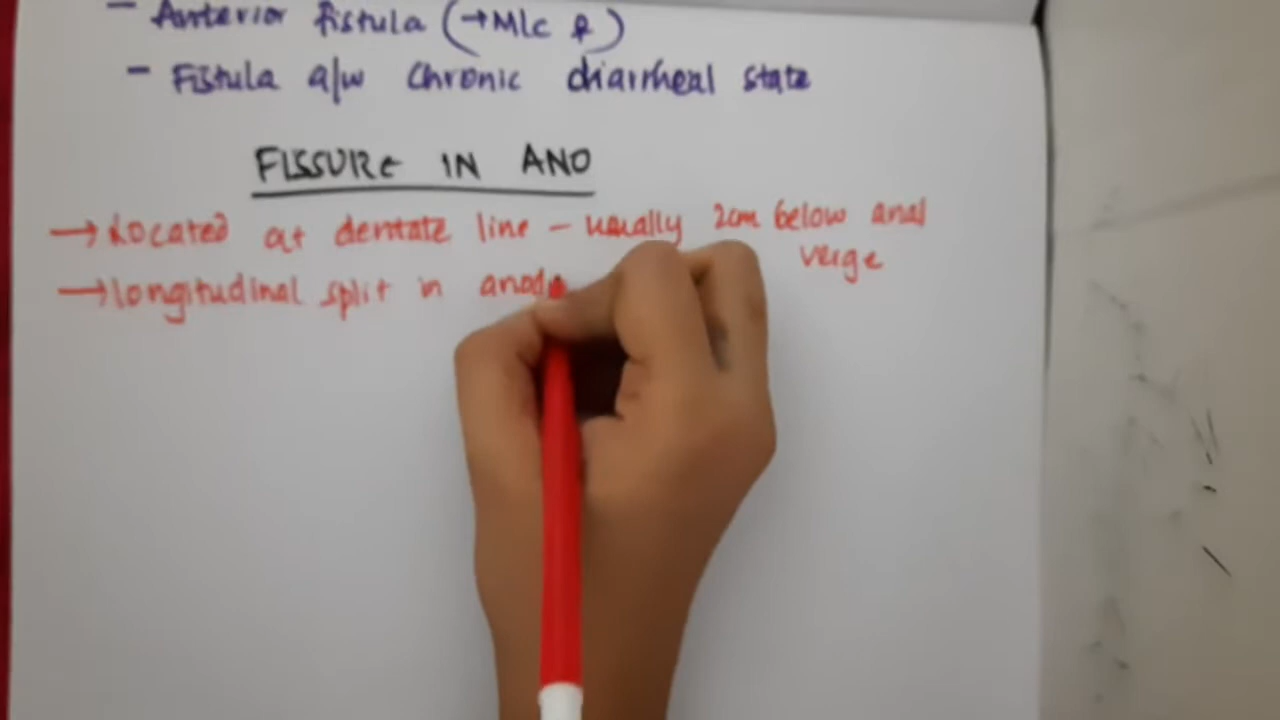 - Anterior fistula (→Mlc ♀)
- Fistula a/w chronic diarrheal state
FISSURE IN ANO
→ Located at dentate line - usually 2cm below anal
verge
→ longitudinal split in anod